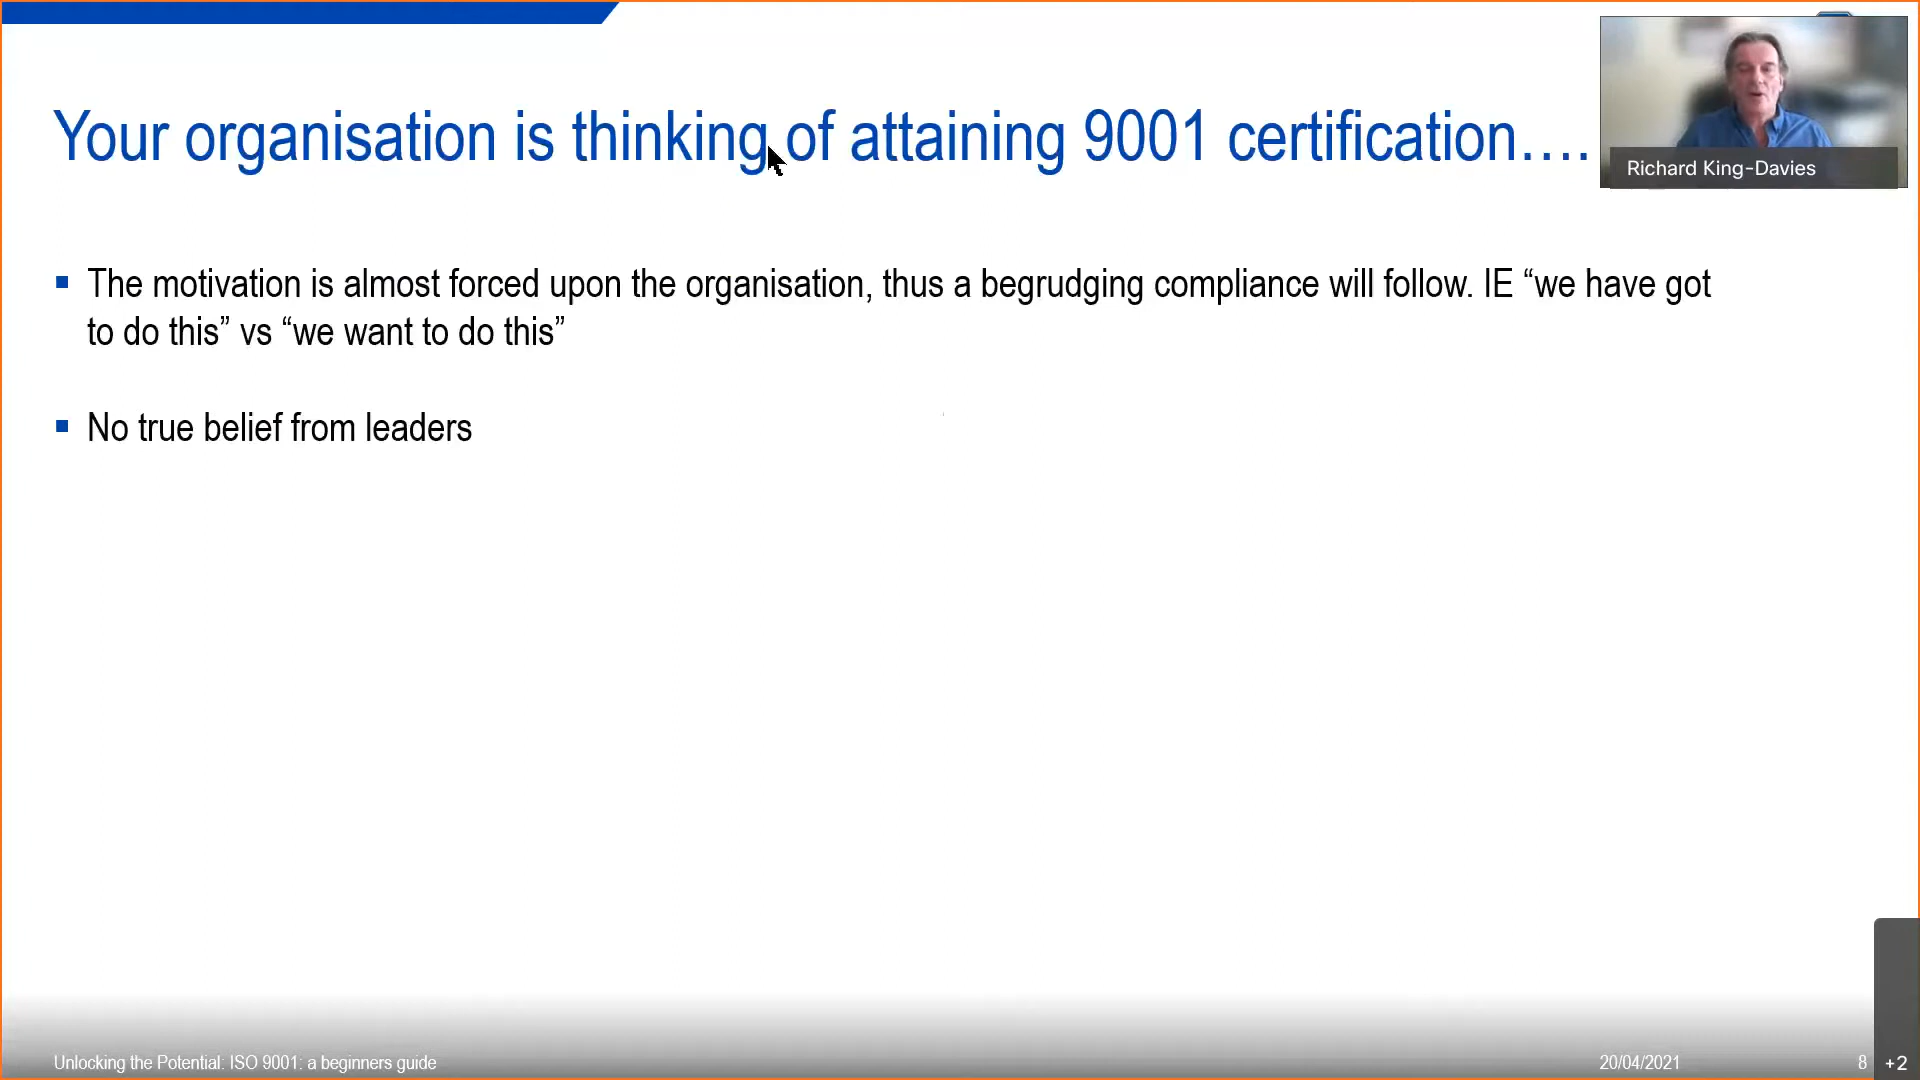 Your organisation is thinking of attaining 9001 certification….
Richard King-Davies
▪ The motivation is almost forced upon the organisation, thus a begrudging compliance will follow. IE “we have got
to do this” vs “we want to do this”
▪ No true belief from leaders
Unlocking the Potential: ISO 9001: a beginners guide
20/04/2021
8
+2